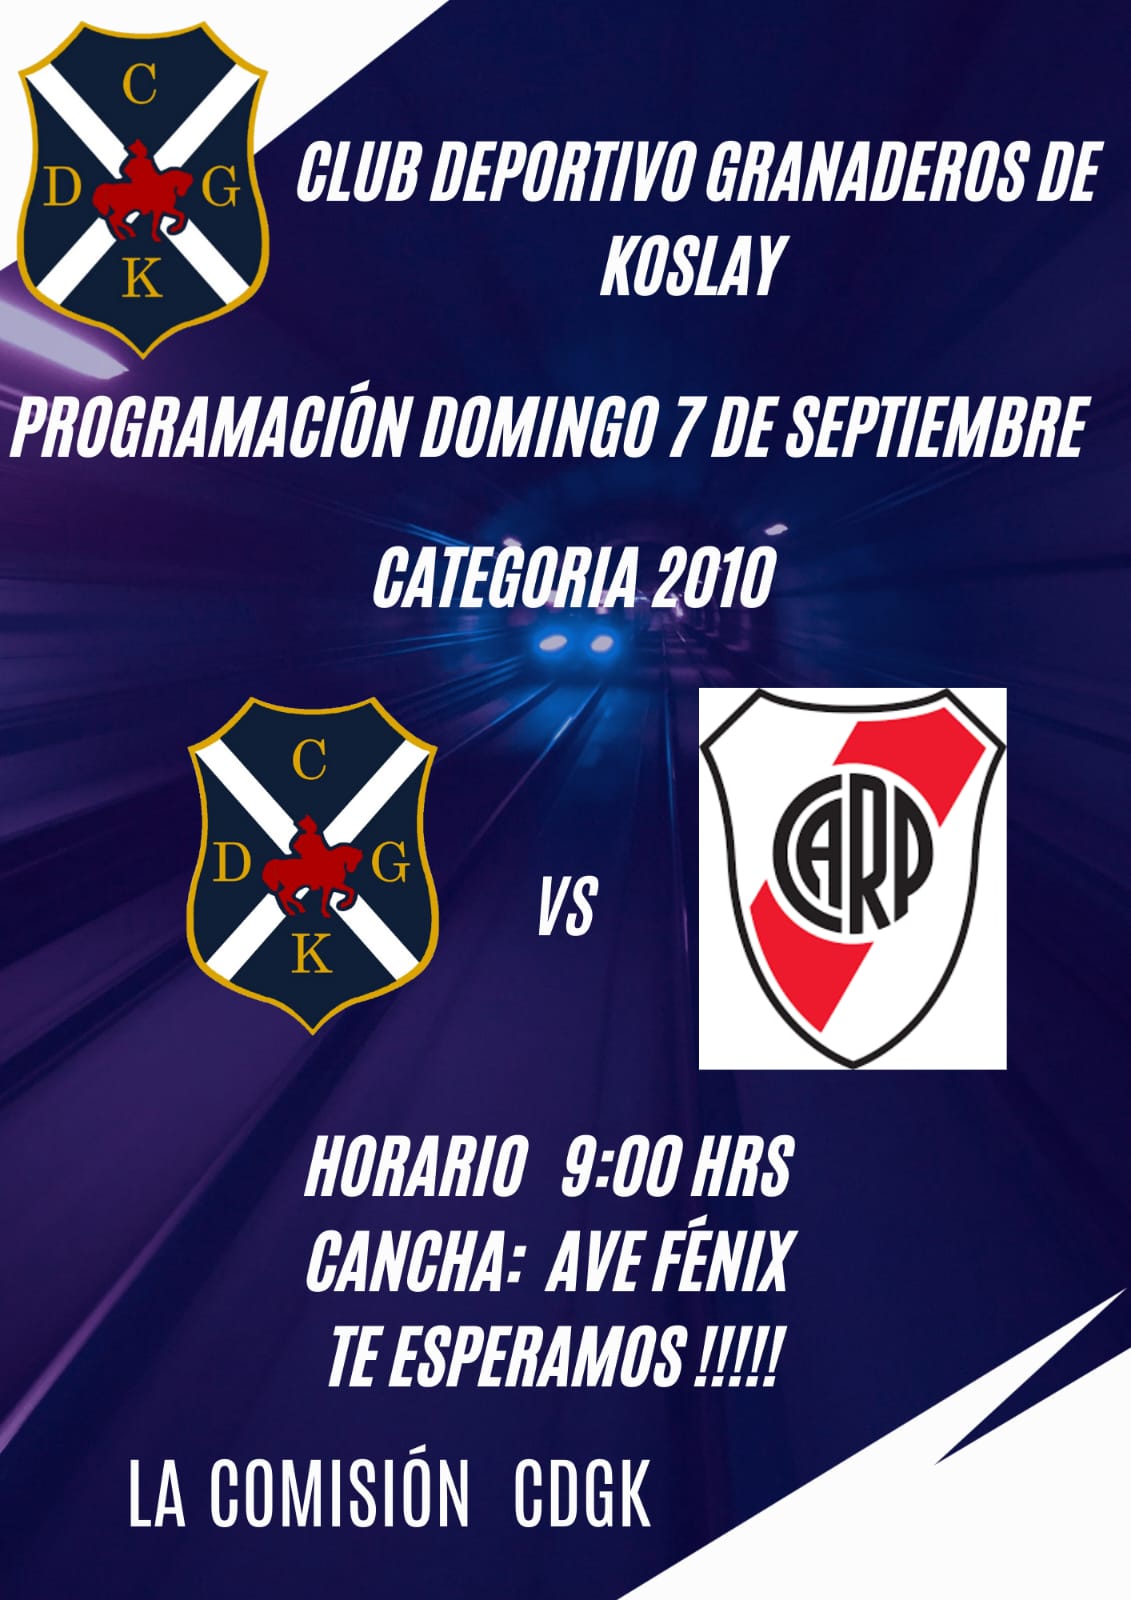 C
D G
K
CLUB DEPORTIVO GRANADEROS DE
KOSLAY
PROGRAMACIÓN DOMINGO 7 DE SEPTIEMBRE
CATEGORIA 2010
C
D G
K
VS
CARP
HORARIO 9:00 HRS
CANCHA: AVE FÉNIX
TE ESPERAMOS !!!!!
LA COMISIÓN CDGK